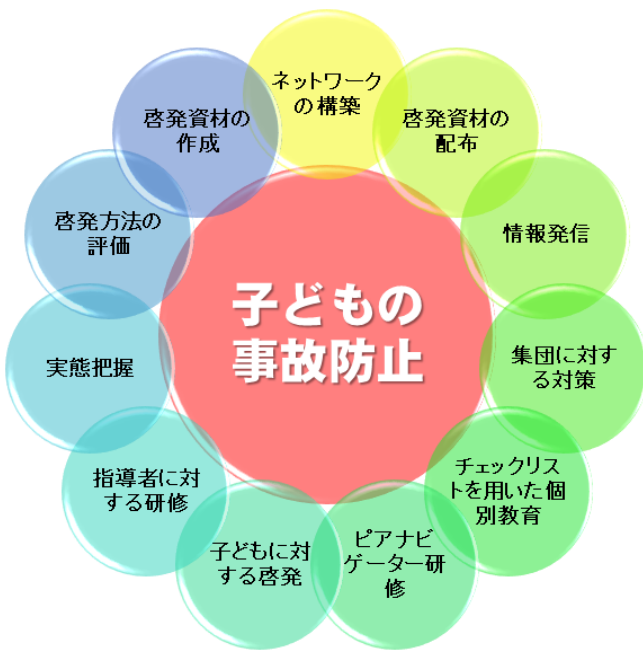 ネットワーク
の構築
啓発資材の
配布
情報発信
集団に対す
る対策
チェックリス
トを用いた個
別教育
ピアナビ
ゲーター研
修
子どもに対
する啓発
指導者に対
する研修
実態把握
啓発方法の
評価
啓発資材の
作成
子どもの
事故防止